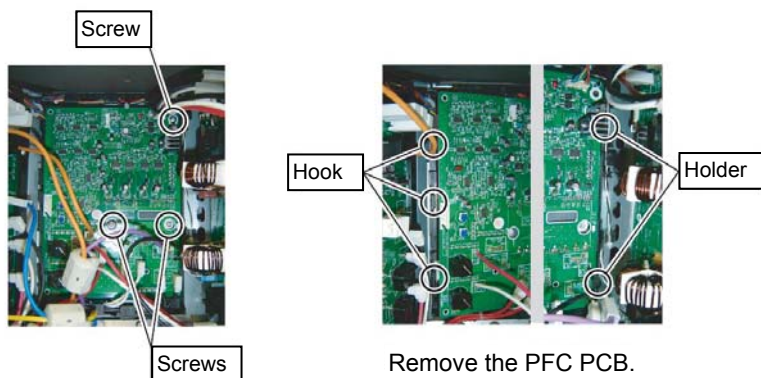 Screw
Hook
Holder
Screws
Remove the PFC PCB.